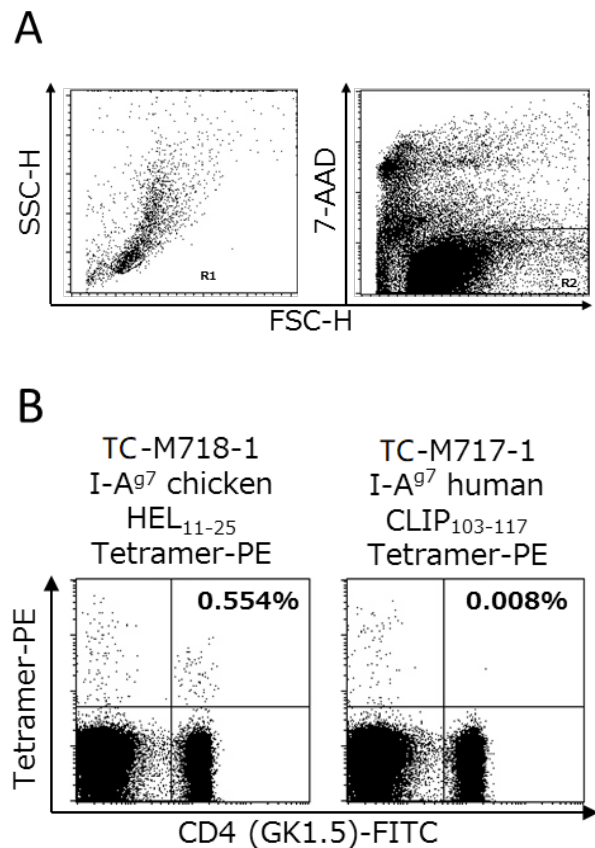 A
SSC-H
R1
7-AAD
R2
FSC-H
B
TC-M718-1
I-Aᵍ⁷ chicken
HEL₁₁₋₂₅
Tetramer-PE
TC-M717-1
I-Aᵍ⁷ human
CLIP₁₀₃₋₁₁₇
Tetramer-PE
Tetramer-PE
0.554%
0.008%
CD4 (GK1.5)-FITC